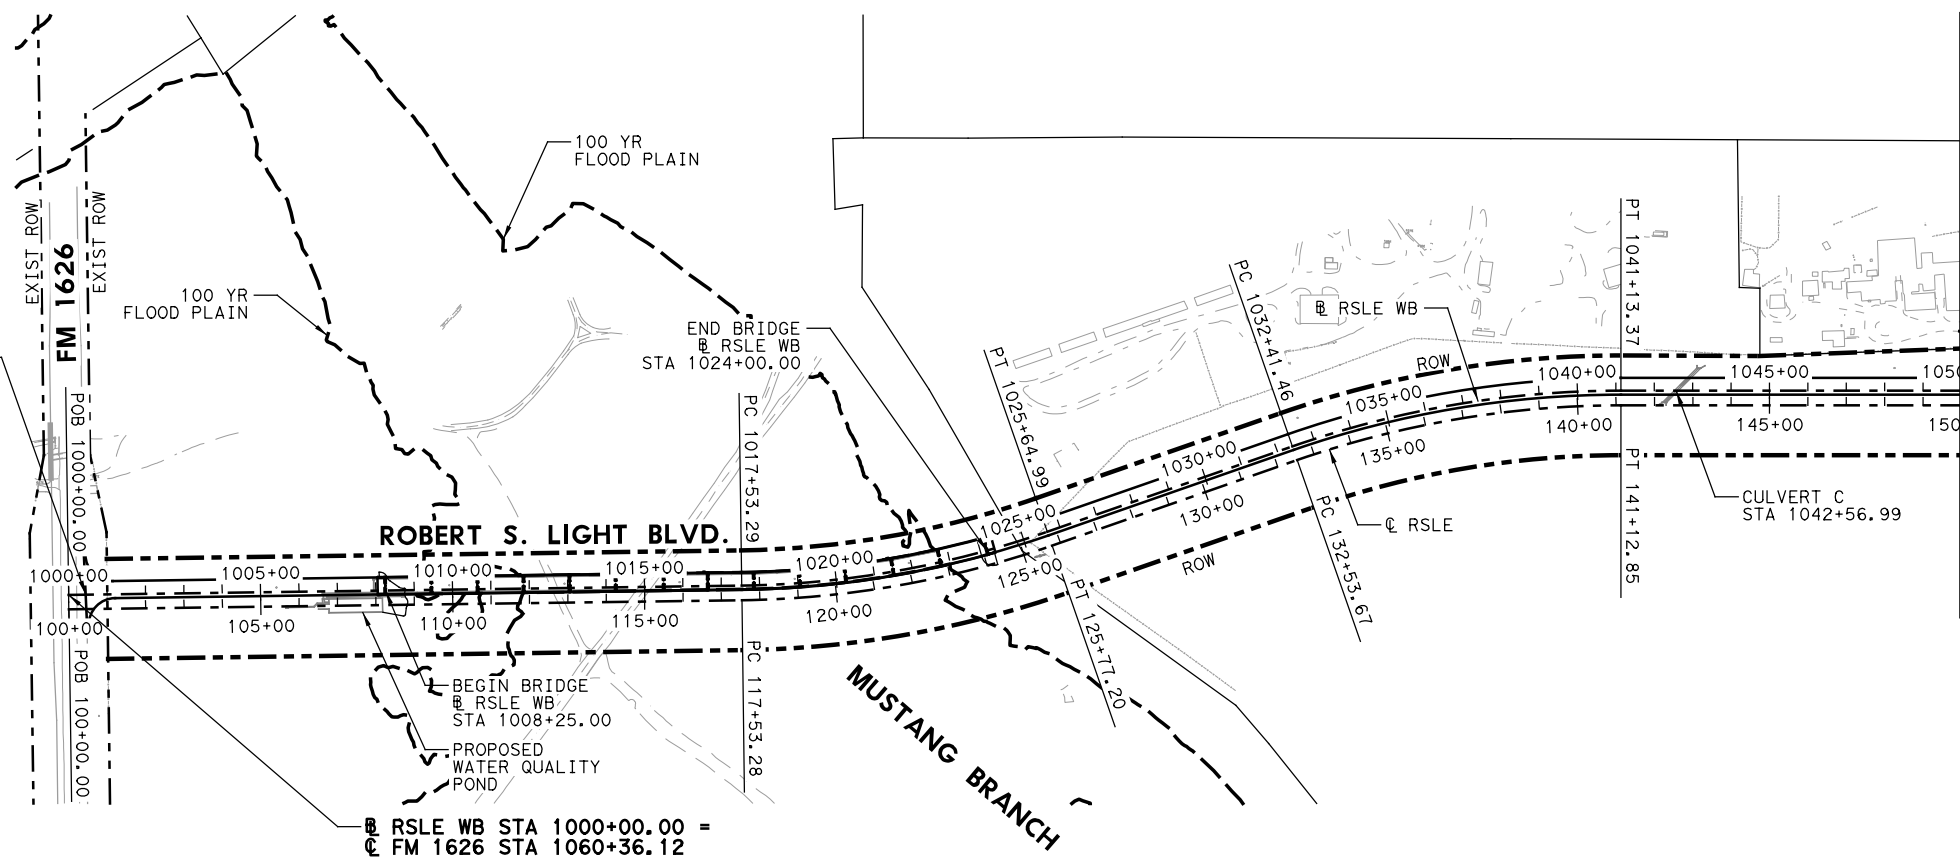 100 YR
FLOOD PLAIN
EXIST ROW
FM 1626
EXIST ROW
100 YR
FLOOD PLAIN
END BRIDGE
℄ RSLE WB
STA 1024+00.00
PT 1025+64.99
PC 1032+41.46
℄ RSLE WB
PT 1041+13.37
ROW
1040+00
1045+00
1050
1035+00
1030+00
1025+00
140+00
145+00
150
135+00
130+00
125+00
POB 1000+00.00
PC 1017+53.29
ROBERT S. LIGHT BLVD.
1000+00
1005+00
1010+00
1015+00
1020+00
100+00
105+00
110+00
115+00
120+00
℄ RSLE
ROW
PC 132+53.67
PT 141+12.85
CULVERT C
STA 1042+56.99
PT 125+77.20
POB 100+00.00
PC 117+53.28
BEGIN BRIDGE
℄ RSLE WB
STA 1008+25.00
PROPOSED
WATER QUALITY
POND
MUSTANG BRANCH
℄ RSLE WB STA 1000+00.00 =
℄ FM 1626 STA 1060+36.12